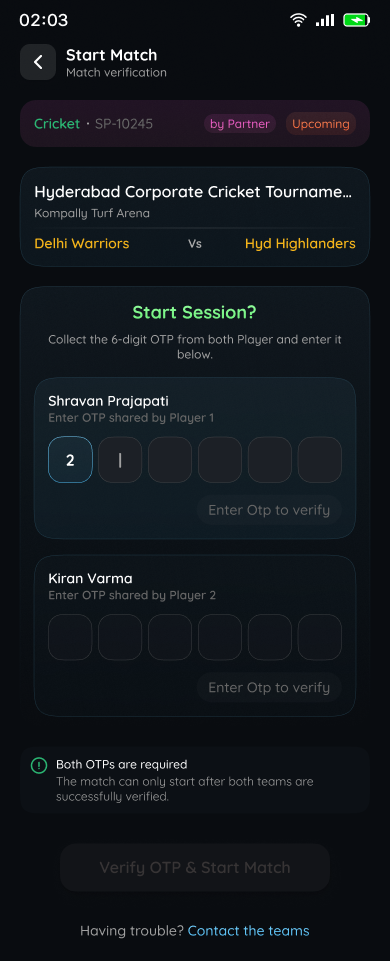 02:03
Start Match
Match verification
Cricket • SP-10245 by Partner Upcoming
Hyderabad Corporate Cricket Tourname...
Kompally Turf Arena
Delhi Warriors Vs Hyd Highlanders
Start Session?
Collect the 6-digit OTP from both Player and enter it
below.
Shravan Prajapati
Enter OTP shared by Player 1
2
Enter Otp to verify
Kiran Varma
Enter OTP shared by Player 2
Enter Otp to verify
Both OTPs are required
The match can only start after both teams are
successfully verified.
Verify OTP & Start Match
Having trouble? Contact the teams